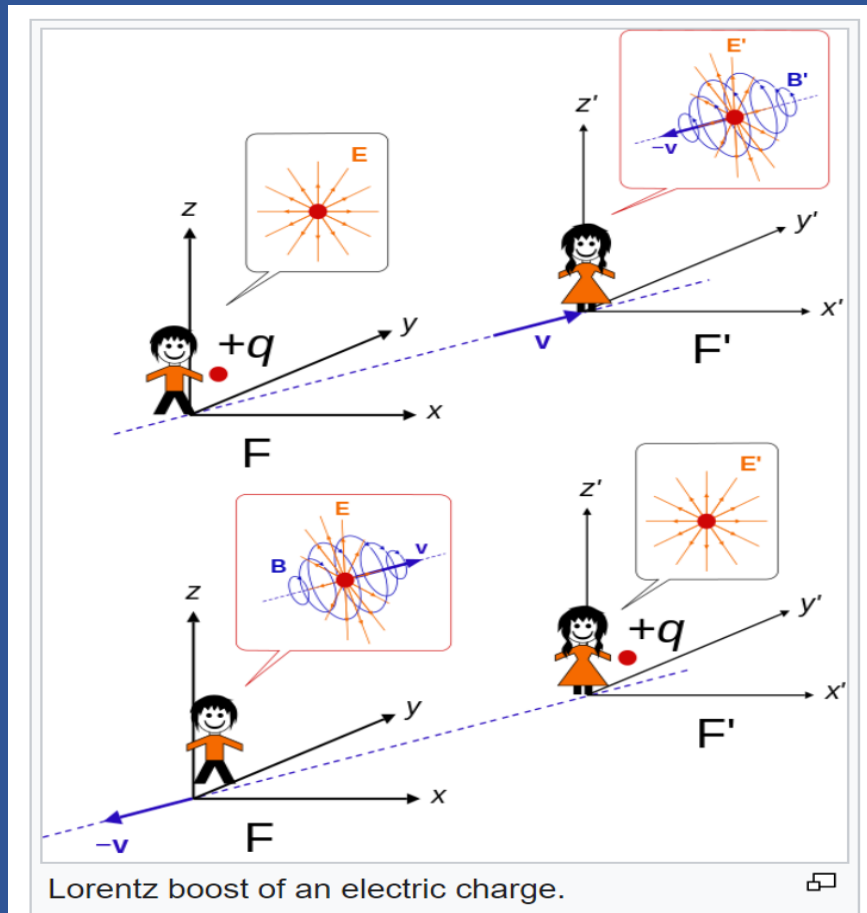 E'
B'
−v
z'
E
z
y'
+q
y
x'
v
F'
x
F
E'
z'
E
B
v
z
y'
+q
y
x'
F'
x
−v
F
Lorentz boost of an electric charge.